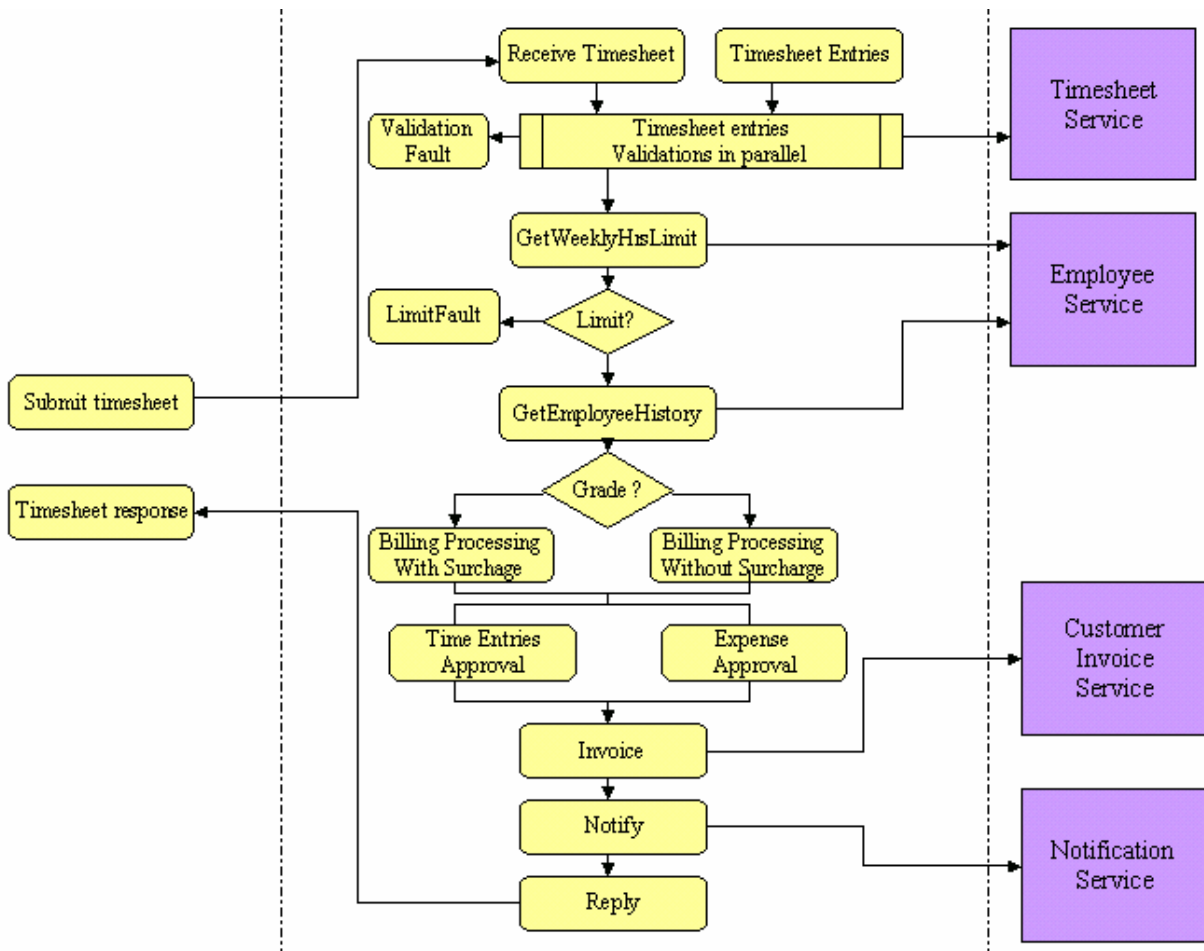 Receive Timesheet
Timesheet Entries
Timesheet
Service
Validation
Fault
Timesheet entries
Validations in parallel
GetWeeklyHrsLimit
Employee
Service
LimitFault
Limit?
Submit timesheet
GetEmployeeHistory
Grade ?
Timesheet response
Billing Processing
With Surchage
Billing Processing
Without Surcharge
Customer
Invoice
Service
Time Entries
Approval
Expense
Approval
Invoice
Notify
Notification
Service
Reply